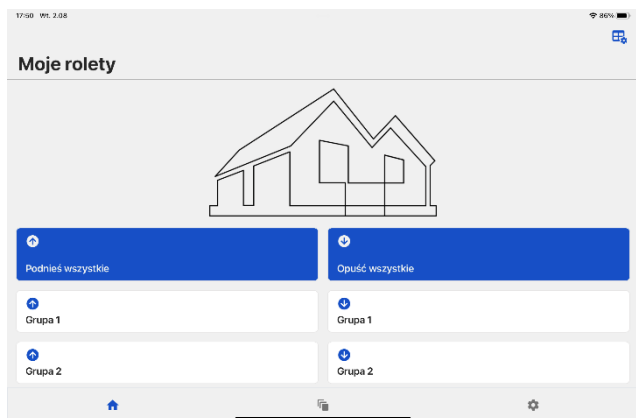 17:50 Wt. 2.08 86%
Moje rolety
Podnieś wszystkie
Opuść wszystkie
Grupa 1
Grupa 1
Grupa 2
Grupa 2